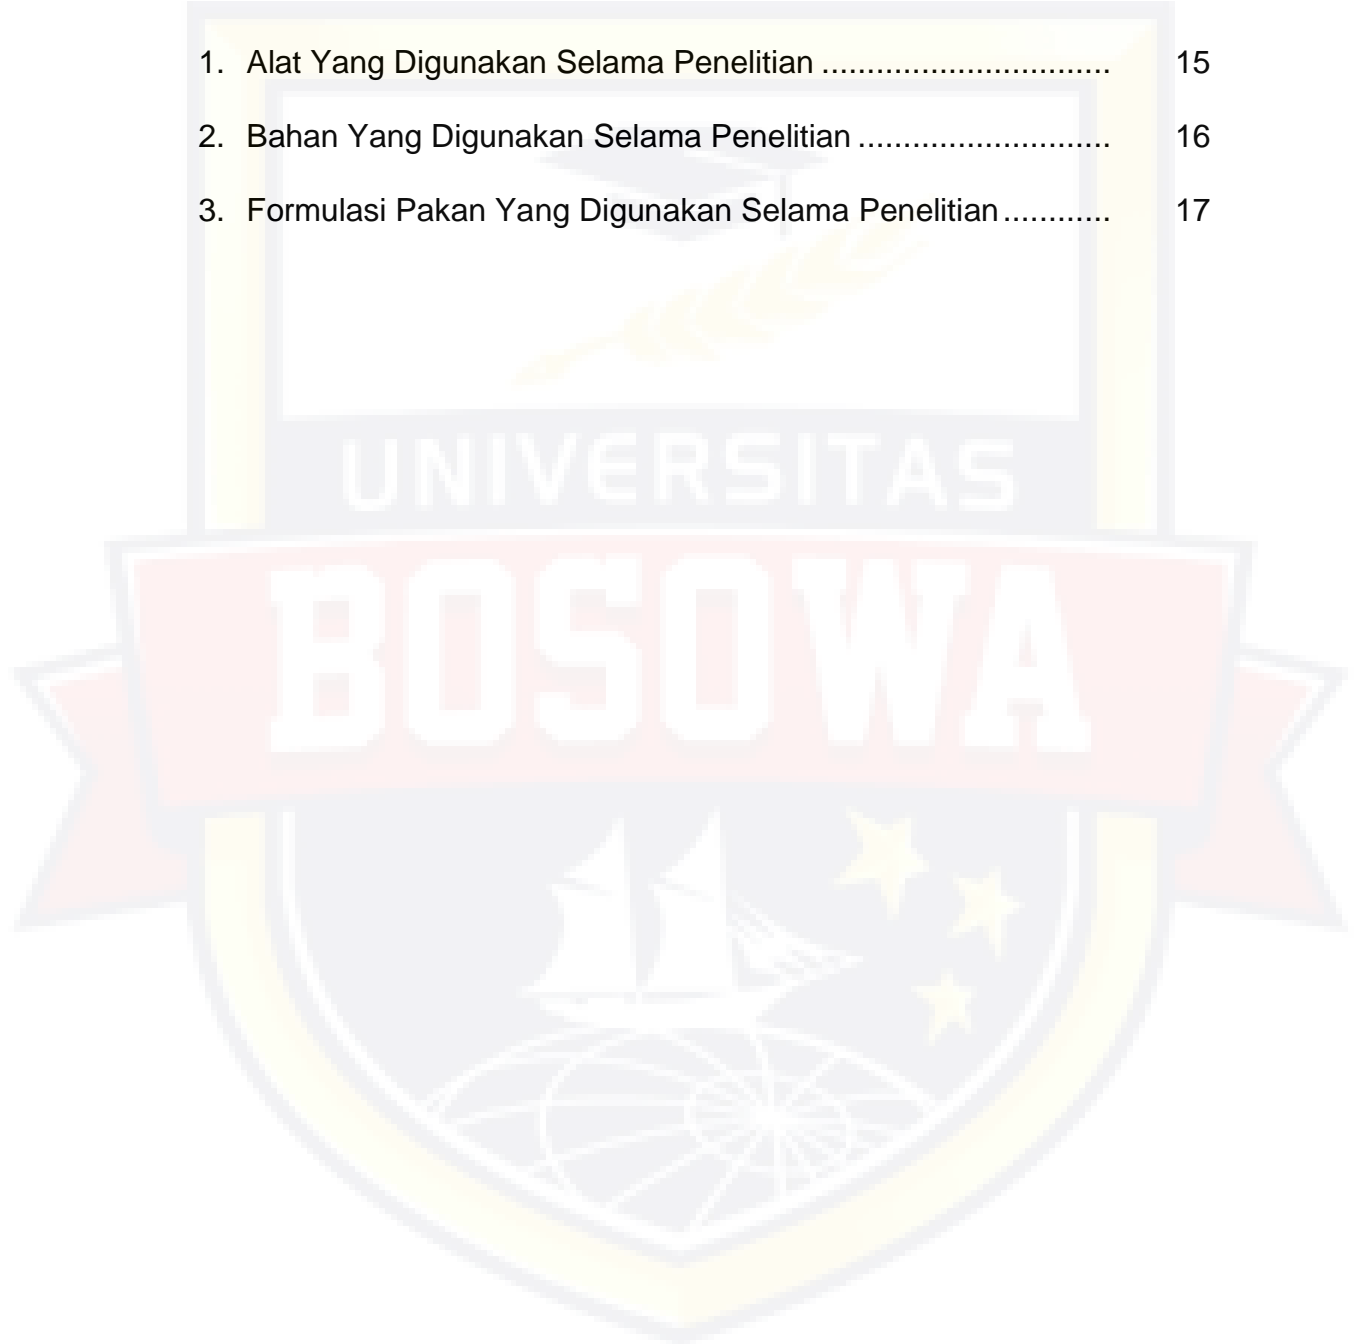 1. Alat Yang Digunakan Selama Penelitian ................................ 15
2. Bahan Yang Digunakan Selama Penelitian ............................ 16
3. Formulasi Pakan Yang Digunakan Selama Penelitian ............ 17
UNIVERSITAS
BOSOWA